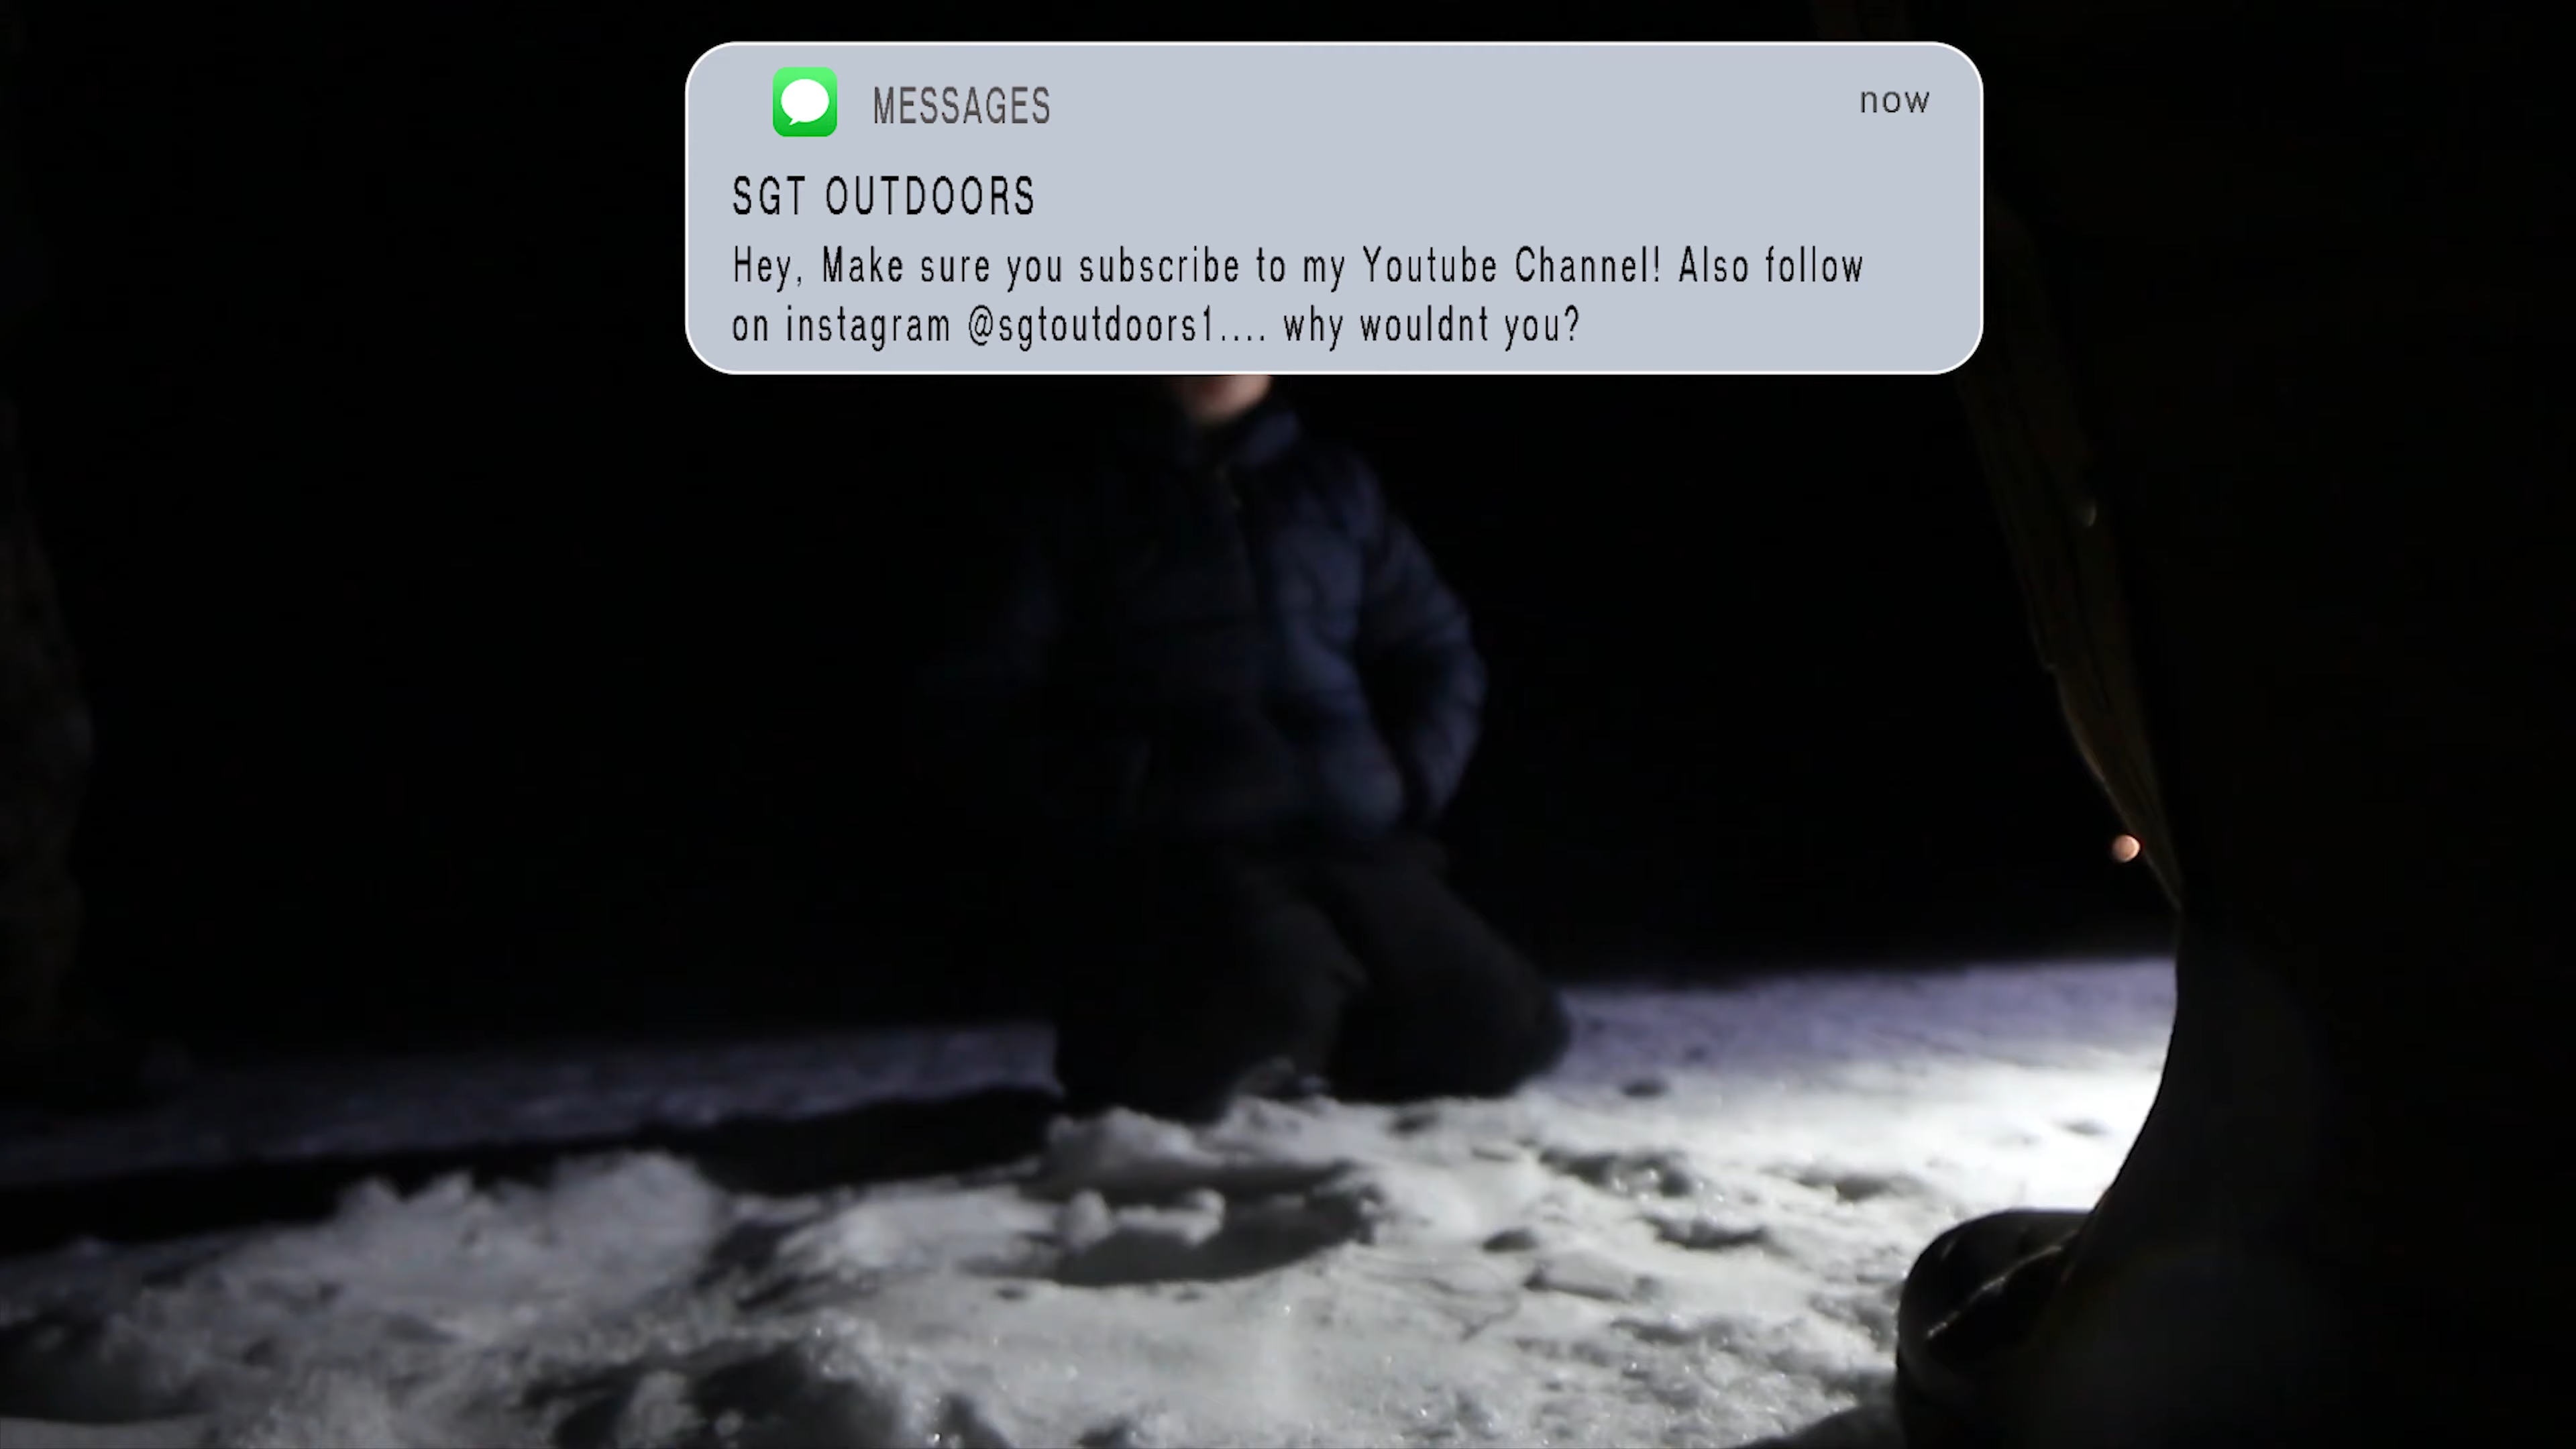 MESSAGES now
SGT OUTDOORS
Hey, Make sure you subscribe to my Youtube Channel! Also follow
on instagram @sgtoutdoors1.... why wouldnt you?